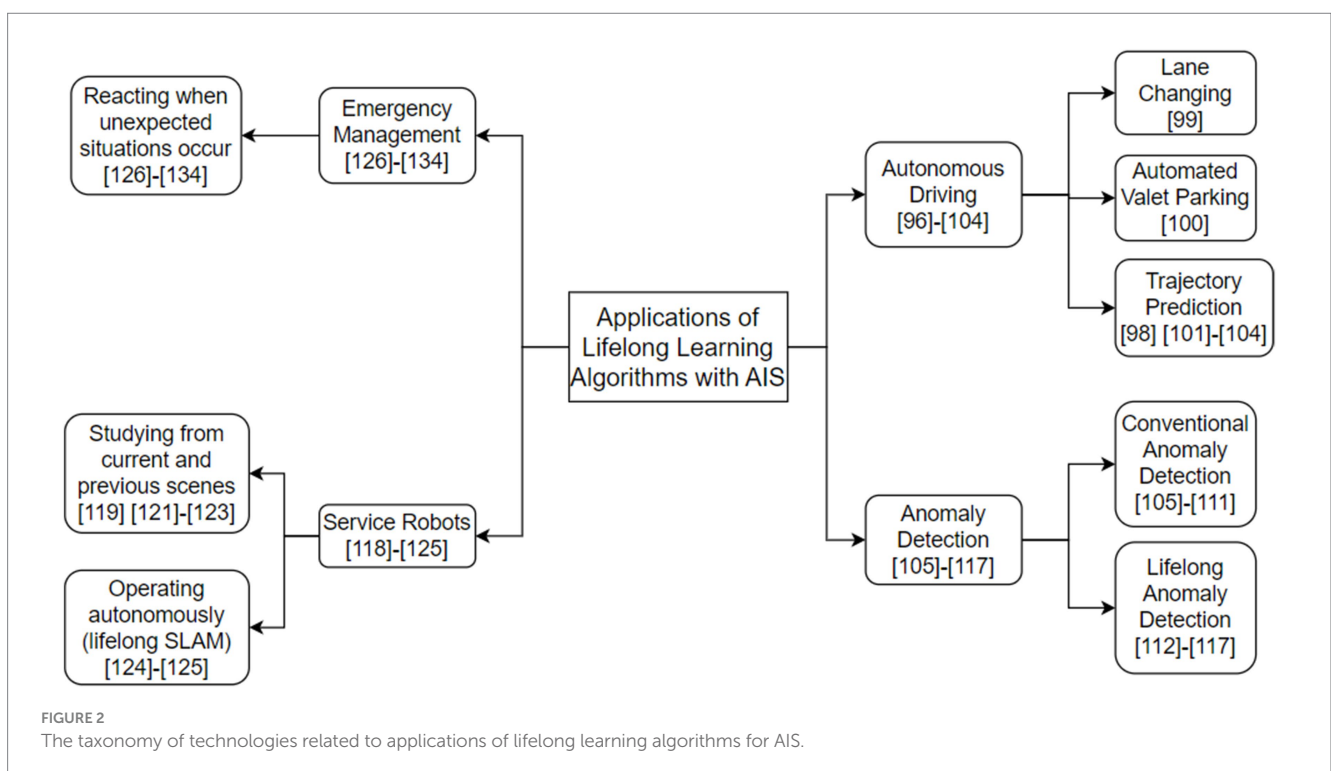 Reacting when
unexpected
situations occur
[126]-[134]
Emergency
Management
[126]-[134]
Studying from
current and
previous scenes
[119] [121]-[123]
Operating
autonomously
(lifelong SLAM)
[124]-[125]
Service Robots
[118]-[125]
Applications of
Lifelong Learning
Algorithms with AIS
Autonomous
Driving
[96]-[104]
Lane
Changing
[99]
Automated
Valet Parking
[100]
Trajectory
Prediction
[98] [101]-[104]
Anomaly
Detection
[105]-[117]
Conventional
Anomaly
Detection
[105]-[111]
Lifelong
Anomaly
Detection
[112]-[117]
FIGURE 2
The taxonomy of technologies related to applications of lifelong learning algorithms for AIS.